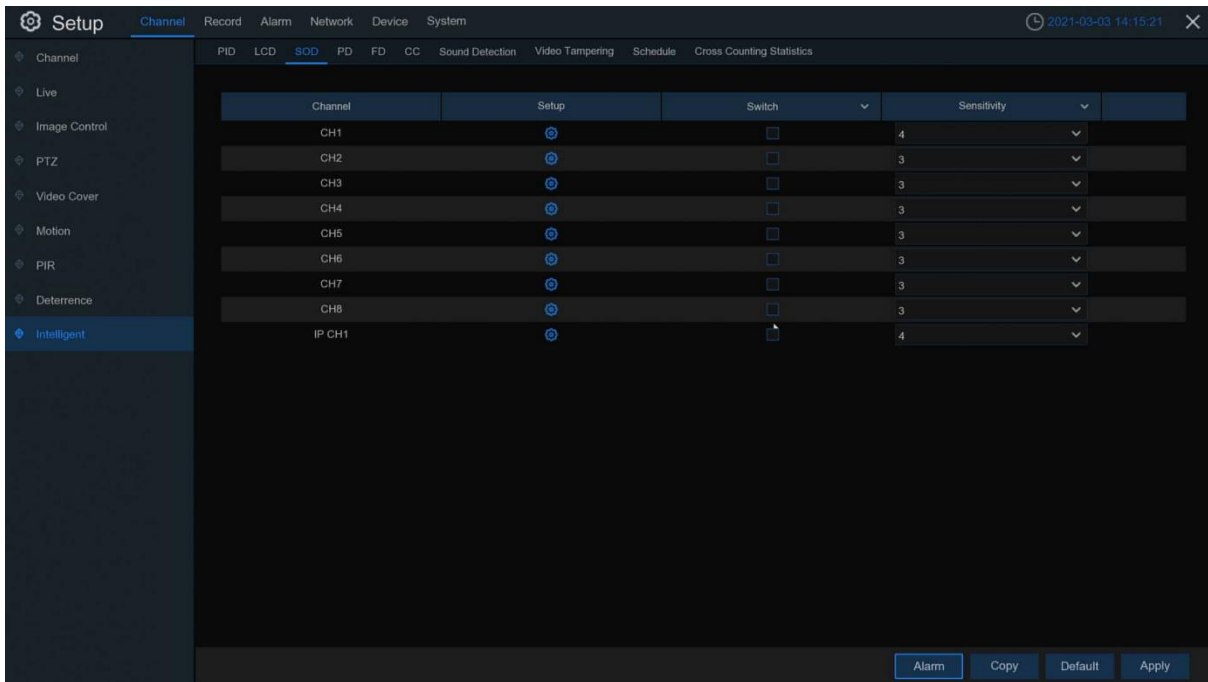 Setup Channel Record Alarm Network Device System 2021-03-03 14:15:21
Channel
Live
Image Control
PTZ
Video Cover
Motion
PIR
Deterrence
Intelligent
PID LCD SOD PD FD CC Sound Detection Video Tampering Schedule Cross Counting Statistics
Channel Setup Switch Sensitivity
CH1 4
CH2 3
CH3 3
CH4 3
CH5 3
CH6 3
CH7 3
CH8 3
IP CH1 4
Alarm Copy Default Apply